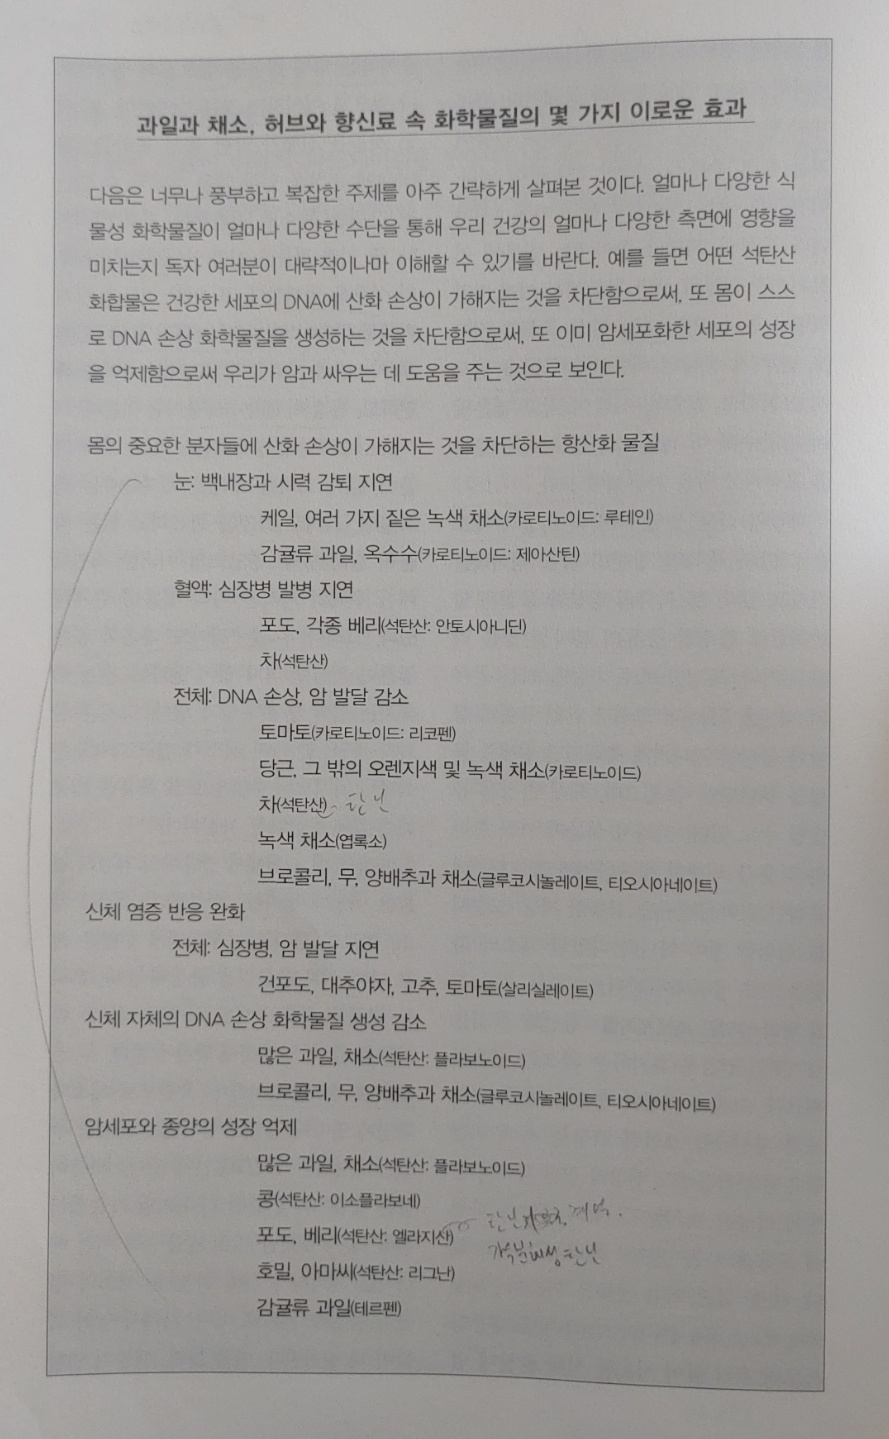 과일과 채소, 허브와 향신료 속 화학물질의 몇 가지 이로운 효과
다음은 너무나 풍부하고 복잡한 주제를 아주 간략하게 살펴본 것이다. 얼마나 다양한 식
물성 화학물질이 얼마나 다양한 수단을 통해 우리 건강의 얼마나 다양한 측면에 영향을
미치는지 독자 여러분이 대략적이나마 이해할 수 있기를 바란다. 예를 들면 어떤 석탄산
화합물은 건강한 세포의 DNA에 산화 손상이 가해지는 것을 차단함으로써, 또 몸이 스스
로 DNA 손상 화학물질을 생성하는 것을 차단함으로써, 또 이미 암세포화한 세포의 성장
을 억제함으로써 우리가 암과 싸우는 데 도움을 주는 것으로 보인다.
몸의 중요한 분자들에 산화 손상이 가해지는 것을 차단하는 항산화 물질
눈: 백내장과 시력 감퇴 지연
케일, 여러 가지 짙은 녹색 채소(카로티노이드: 루테인)
감귤류 과일, 옥수수(카로티노이드: 제아산틴)
혈액: 심장병 발병 지연
포도, 각종 베리(석탄산: 안토시아니딘)
차(석탄산)
전체: DNA 손상, 암 발달 감소
토마토(카로티노이드: 리코펜)
당근, 그 밖의 오렌지색 및 녹색 채소(카로티노이드)
차(석탄산) 탄닌
녹색 채소(엽록소)
브로콜리, 무, 양배추과 채소(글루코시놀레이트, 티오시아네이트)
신체 염증 반응 완화
전체: 심장병, 암 발달 지연
건포도, 대추야자, 고추, 토마토(살리실레이트)
신체 자체의 DNA 손상 화학물질 생성 감소
많은 과일, 채소(석탄산: 플라보노이드)
브로콜리, 무, 양배추과 채소(글루코시놀레이트, 티오시아네이트)
암세포와 종양의 성장 억제
많은 과일, 채소(석탄산: 플라보노이드)
콩(석탄산: 이소플라보네)
포도, 베리(석탄산: 엘라지산)
가수분해성 탄닌
호밀, 아마씨(석탄산: 리그난)
감귤류 과일(테르펜)